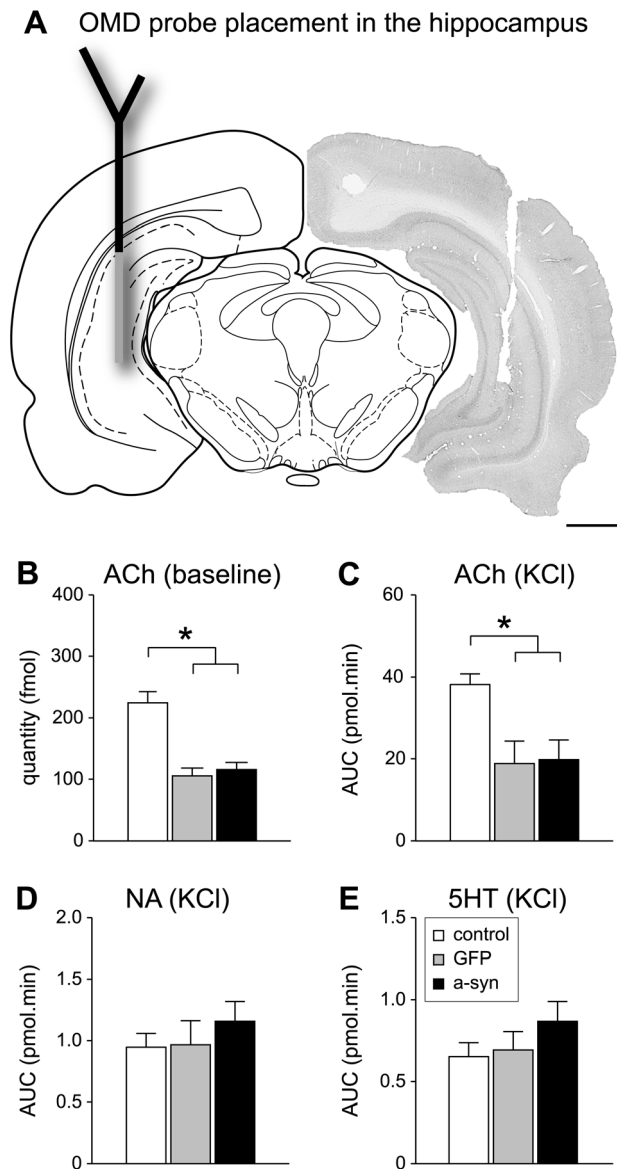 A OMD probe placement in the hippocampus
B ACh (baseline)
quantity (fmol)
400
300
200
100
0
*
C ACh (KCl)
AUC (pmol.min)
60
40
20
0
*
D NA (KCl)
AUC (pmol.min)
2.0
1.5
1.0
0.5
0
E 5HT (KCl)
AUC (pmol.min)
1.5
1.0
0.5
0
control
GFP
a-syn